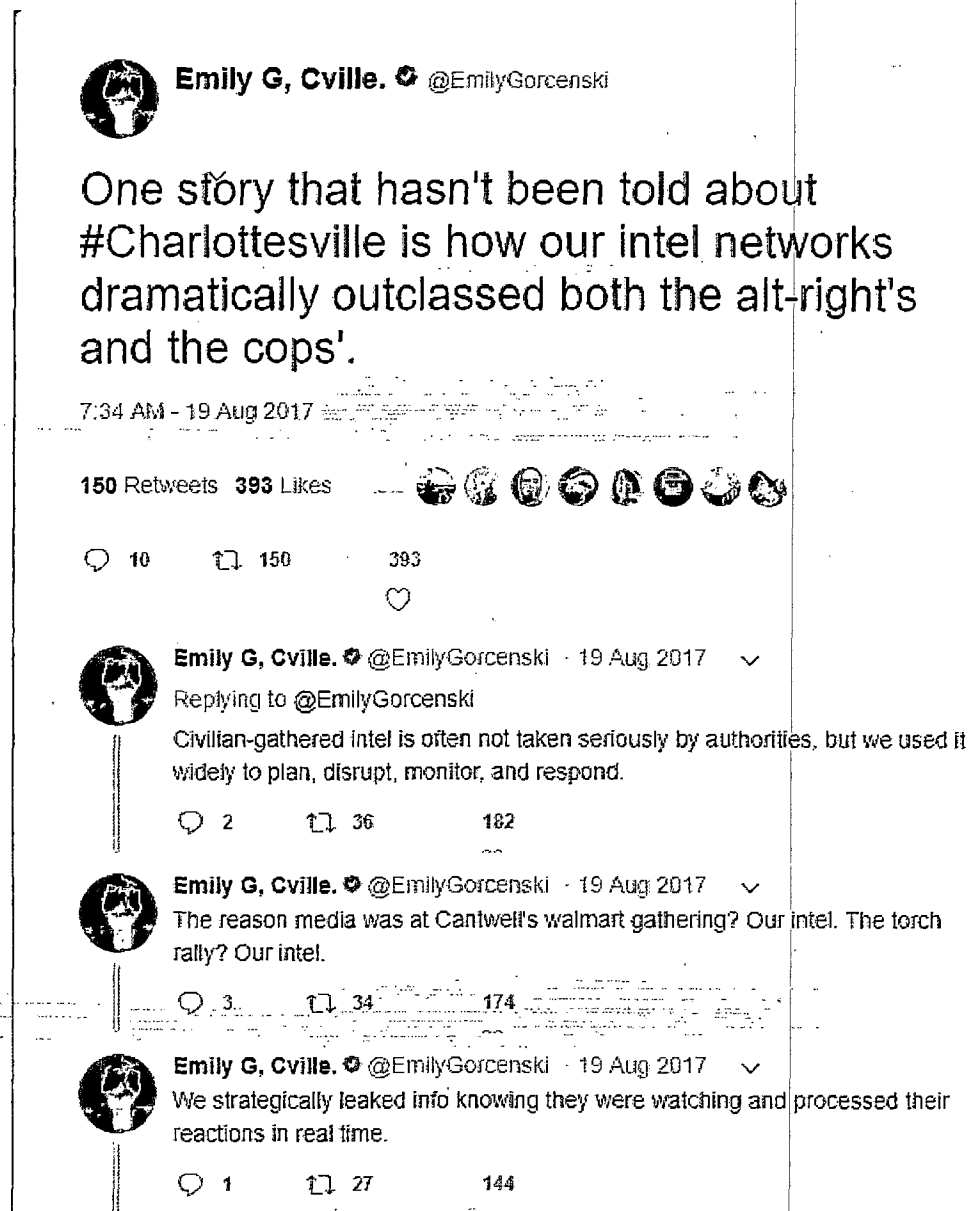 Emily G, Cville. @EmilyGorcenski
One story that hasn't been told about
#Charlottesville is how our intel networks
dramatically outclassed both the alt-right's
and the cops'.
7:34 AM - 19 Aug 2017
150 Retweets 393 Likes
10 150 393
Emily G, Cville. @EmilyGorcenski · 19 Aug 2017
Replying to @EmilyGorcenski
Civilian-gathered intel is often not taken seriously by authorities, but we used it
widely to plan, disrupt, monitor, and respond.
2 36 182
Emily G, Cville. @EmilyGorcenski · 19 Aug 2017
The reason media was at Cantwell's walmart gathering? Our intel. The torch
rally? Our intel.
3 34 174
Emily G, Cville. @EmilyGorcenski · 19 Aug 2017
We strategically leaked info knowing they were watching and processed their
reactions in real time.
1 27 144